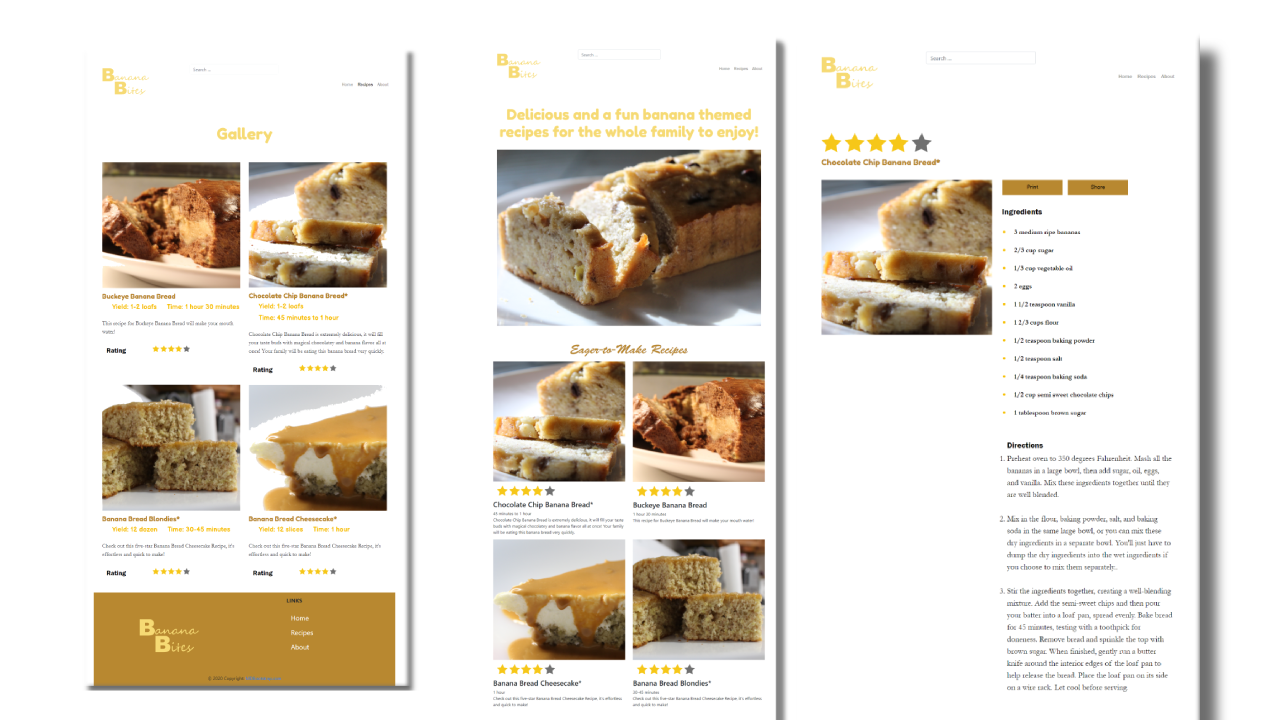 Banana
Bites
Search ...
Home Recipes About
Gallery
Buckeye Banana Bread
Yield: 1-2 loafs Time: 1 hour 30 minutes
This recipe for Buckeye Banana Bread will make your mouth
water!
Rating
Chocolate Chip Banana Bread*
Yield: 1-2 loafs
Time: 45 minutes to 1 hour
Chocolate Chip Banana Bread is extremely delicious, it will fill
your taste buds with magical chocolatey and banana flavor all at
once! Your family will be eating this banana bread very quickly.
Rating
Banana Bread Blondies*
Yield: 12 dozen Time: 30-45 minutes
Check out this five-star Banana Bread Cheesecake Recipe, it's
effortless and quick to make!
Rating
Banana Bread Cheesecake*
Yield: 12 slices Time: 1 hour
Check out this five-star Banana Bread Cheesecake Recipe, it's
effortless and quick to make!
Rating
Banana
Bites
LINKS
Home
Recipes
About
© 2020 Copyright:
Banana
Bites
Search ...
Home Recipes About
Delicious and a fun banana themed
recipes for the whole family to enjoy!
Eager-to-Make Recipes
Chocolate Chip Banana Bread*
45 minutes to 1 hour
Chocolate Chip Banana Bread is extremely delicious, it will fill your taste
buds with magical chocolatey and banana flavor all at once! Your family
will be eating this banana bread very quickly.
Buckeye Banana Bread
1 hour 30 minutes
This recipe for Buckeye Banana Bread will make your mouth water!
Banana Bread Cheesecake*
1 hour
Check out this five-star Banana Bread Cheesecake Recipe, it's effortless
and quick to make!
Banana Bread Blondies*
30-45 minutes
Check out this five-star Banana Bread Cheesecake Recipe, it's effortless
and quick to make!
Banana
Bites
Search ...
Home Recipes About
Chocolate Chip Banana Bread*
Print Share
Ingredients
3 medium ripe bananas
2/3 cup sugar
1/3 cup vegetable oil
2 eggs
1 1/2 teaspoon vanilla
1 2/3 cups flour
1/2 teaspoon baking powder
1/2 teaspoon salt
1/4 teaspoon baking soda
1/2 cup semi sweet chocolate chips
1 tablespoon brown sugar
Directions
1. Preheat oven to 350 degrees Fahrenheit. Mash all the
bananas in a large bowl, then add sugar, oil, eggs,
and vanilla. Mix these ingredients together until they
are well blended.
2. Mix in the flour, baking powder, salt, and baking
soda in the same large bowl, or you can mix these
dry ingredients in a separate bowl. You'll just have to
dump the dry ingredients into the wet ingredients if
you choose to mix them separately..
3. Stir the ingredients together, creating a well-blending
mixture. Add the semi-sweet chips and then pour
your batter into a loaf pan, spread evenly. Bake bread
for 45 minutes, testing with a toothpick for
doneness. Remove bread and sprinkle the top with
brown sugar. When finished, gently run a butter
knife around the interior edges of the loaf pan to
help release the bread. Place the loaf pan on its side
on a wire rack. Let cool before serving.